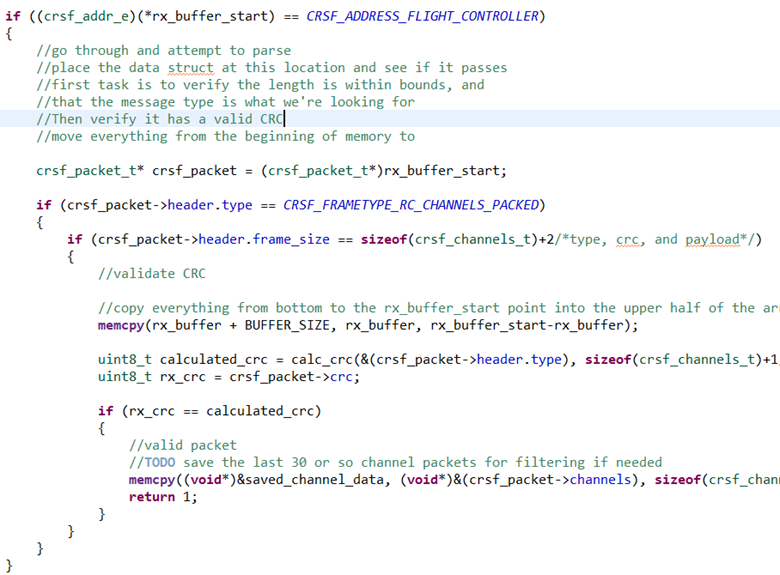 if ((crsf_addr_e)(*rx_buffer_start) == CRSF_ADDRESS_FLIGHT_CONTROLLER)
{
//go through and attempt to parse
//place the data struct at this location and see if it passes
//first task is to verify the length is within bounds, and
//that the message type is what we're looking for
//Then verify it has a valid CRC
//move everything from the beginning of memory to
crsf_packet_t* crsf_packet = (crsf_packet_t*)rx_buffer_start;
if (crsf_packet->header.type == CRSF_FRAMETYPE_RC_CHANNELS_PACKED)
{
if (crsf_packet->header.frame_size == sizeof(crsf_channels_t)+2/*type, crc, and payload*/)
{
//validate CRC
//copy everything from bottom to the rx_buffer_start point into the upper half of the ar
memcpy(rx_buffer + BUFFER_SIZE, rx_buffer, rx_buffer_start-rx_buffer);
uint8_t calculated_crc = calc_crc(&(crsf_packet->header.type), sizeof(crsf_channels_t)+1
uint8_t rx_crc = crsf_packet->crc;
if (rx_crc == calculated_crc)
{
//valid packet
//TODO save the last 30 or so channel packets for filtering if needed
memcpy((void*)&saved_channel_data, (void*)&(crsf_packet->channels), sizeof(crsf_chan
return 1;
}
}
}
}